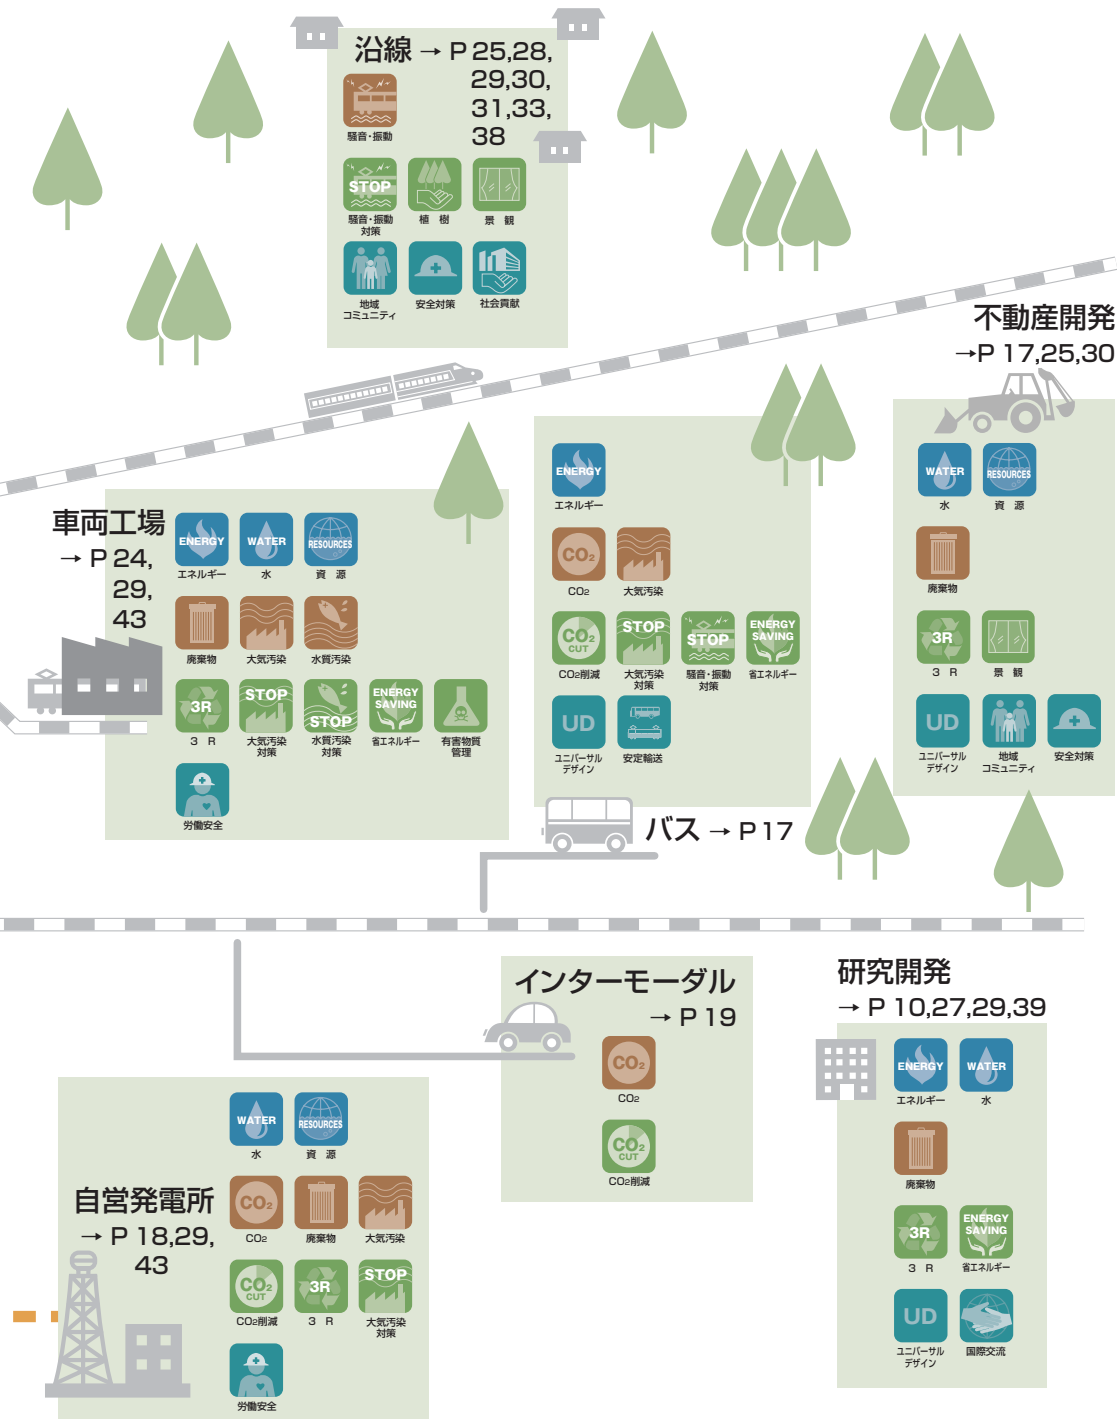 沿線 → P 25,28,
29,30,
31,33,
38
騒音・振動
STOP
騒音・振動
対策
植 樹
景 観
地域
コミュニティ
安全対策
社会貢献
不動産開発
→P 17,25,30
WATER
水
RESOURCES
資 源
廃棄物
3R
3 R
景 観
UD
ユニバーサル
デザイン
地域
コミュニティ
安全対策
ENERGY
エネルギー
CO2
CO2
大気汚染
CO2
CUT
CO2削減
STOP
大気汚染
対策
STOP
騒音・振動
対策
ENERGY
SAVING
省エネルギー
UD
ユニバーサル
デザイン
安定輸送
バス → P 17
車両工場
→ P 24,
29,
43
ENERGY
エネルギー
WATER
水
RESOURCES
資 源
廃棄物
大気汚染
水質汚染
3R
3 R
STOP
大気汚染
対策
STOP
水質汚染
対策
ENERGY
SAVING
省エネルギー
有害物質
管理
労働安全
インターモーダル
→ P 19
CO2
CO2
CO2
CUT
CO2削減
研究開発
→ P 10,27,29,39
ENERGY
エネルギー
WATER
水
廃棄物
3R
3 R
ENERGY
SAVING
省エネルギー
UD
ユニバーサル
デザイン
国際交流
自営発電所
→ P 18,29,
43
WATER
水
RESOURCES
資 源
CO2
CO2
廃棄物
大気汚染
CO2
CUT
CO2削減
3R
3 R
STOP
大気汚染
対策
労働安全